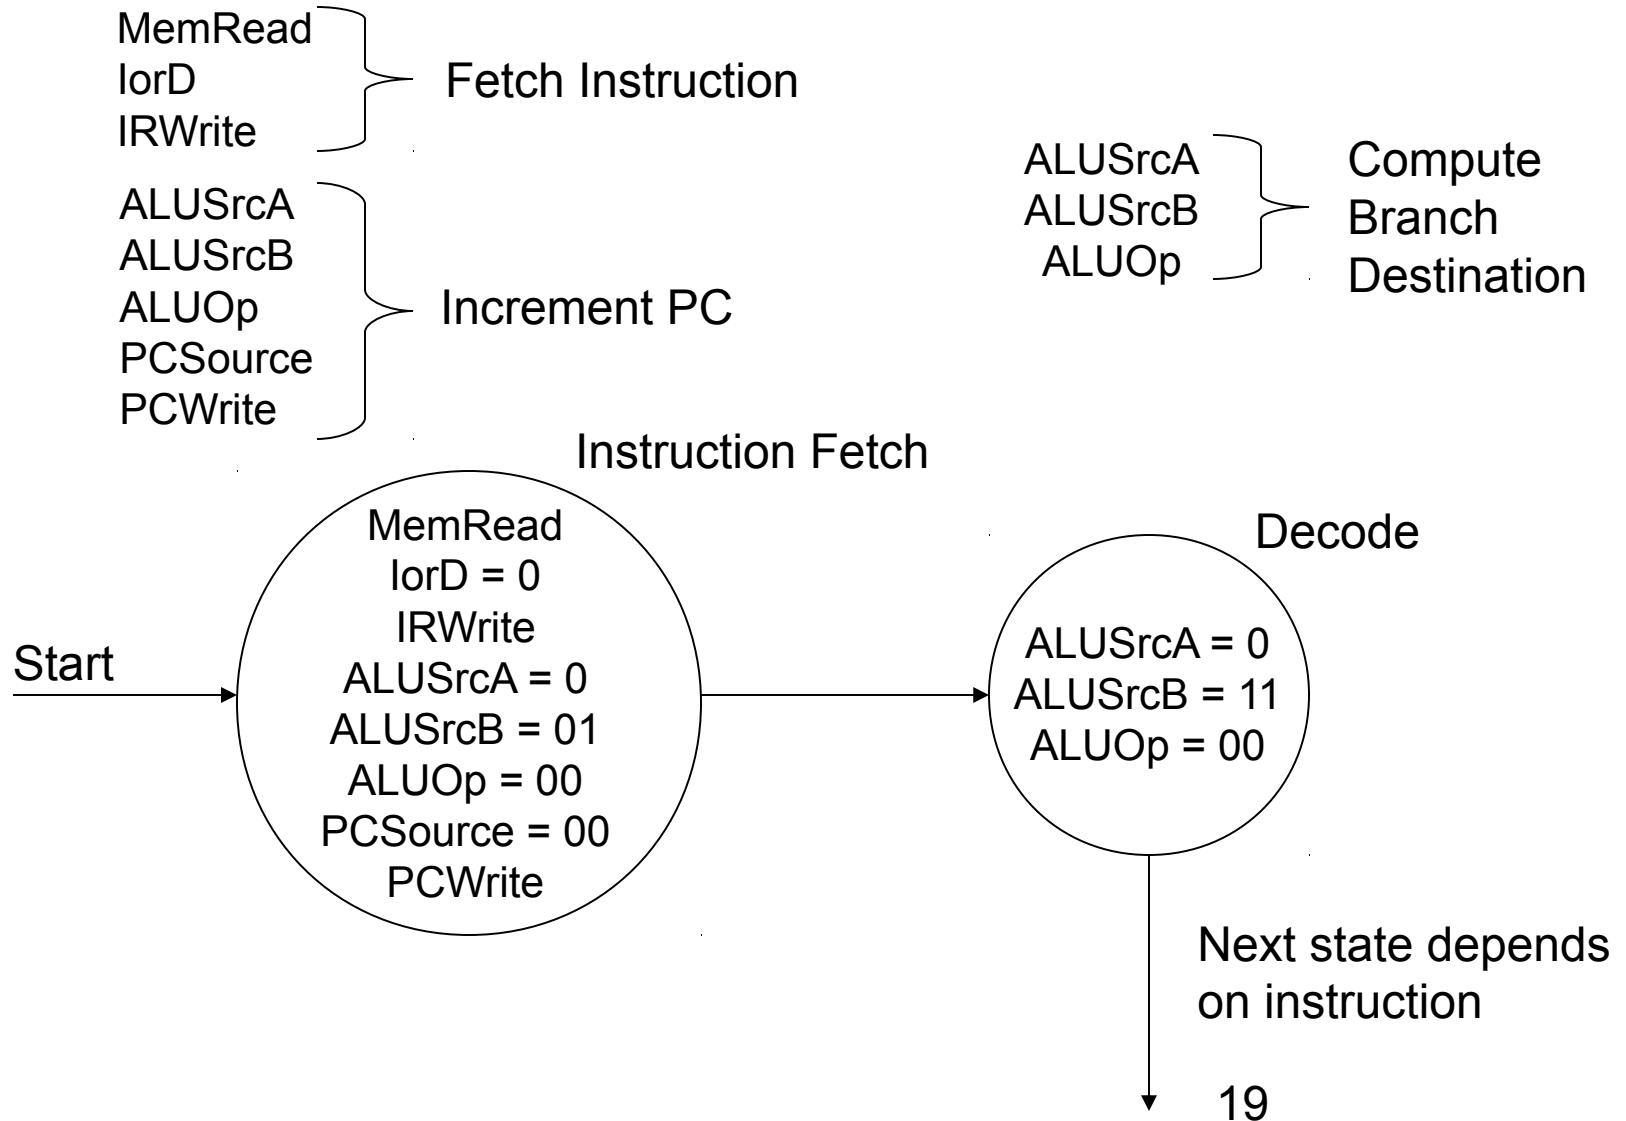 MemRead
IorD
IRWrite
Fetch Instruction
ALUSrcA
ALUSrcB
ALUOp
PCSource
PCWrite
Increment PC
ALUSrcA
ALUSrcB
ALUOp
Compute
Branch
Destination
Instruction Fetch
Start
MemRead
IorD = 0
IRWrite
ALUSrcA = 0
ALUSrcB = 01
ALUOp = 00
PCSource = 00
PCWrite
Decode
ALUSrcA = 0
ALUSrcB = 11
ALUOp = 00
Next state depends
on instruction
19